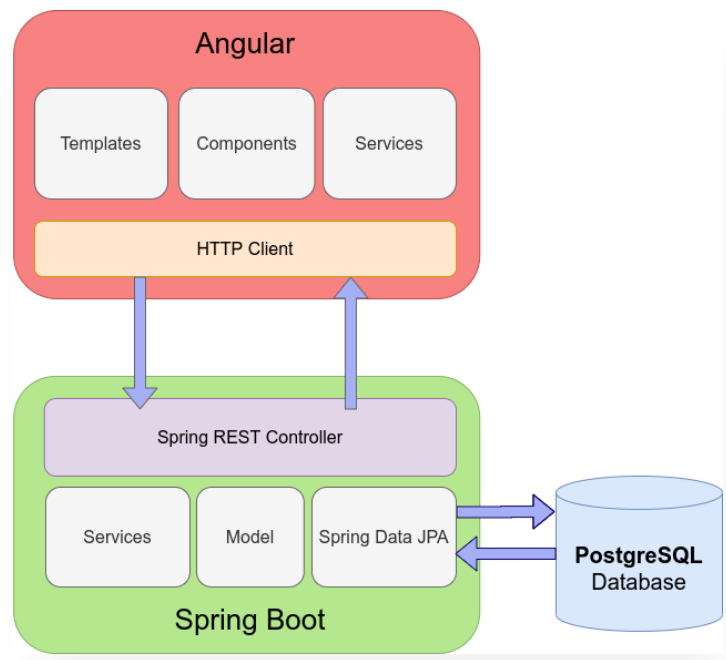 Angular
Templates
Components
Services
HTTP Client
Spring REST Controller
Services
Model
Spring Data JPA
PostgreSQL
Database
Spring Boot